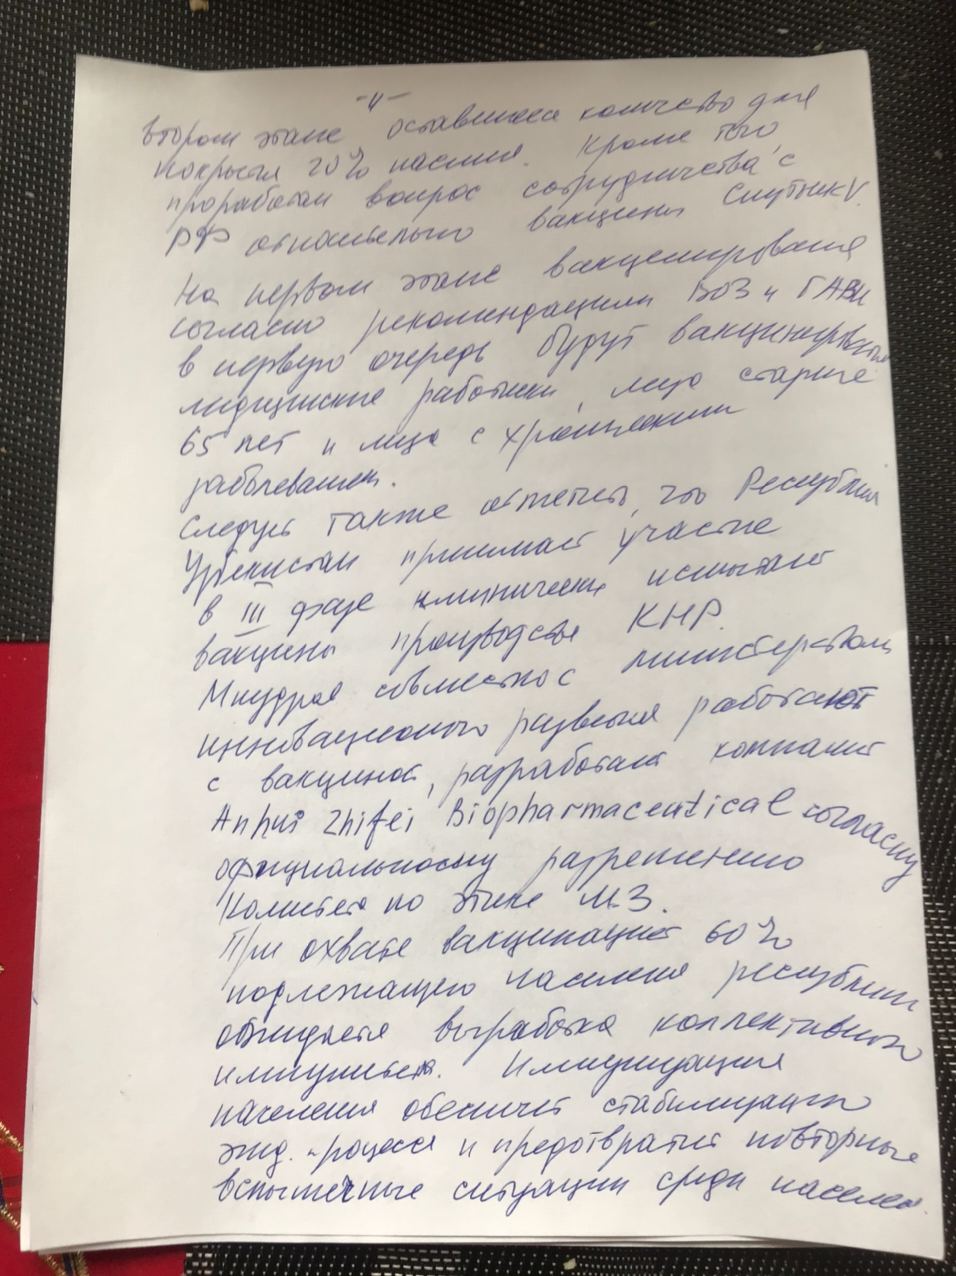 -4-
втором этапе оставшееся количество для
покрытия 20% населения. Кроме того
проработан вопрос сотрудничества с
РФ относительно вакцины Спутник V.
На первом этапе вакцинирования
согласно рекомендациям ВОЗ и ГАВИ
в первую очередь будут вакцинированы
медицинские работники, лица старше
65 лет и лица с хроническими
заболеваниями.
Следует также отметить, что Республика
Узбекистан принимает участие
в III фазе клинических испытаний
вакцины производства КНР.
Минздрав совместно с министерством
инновационного развития работают
с вакциной, разработаной компанией
Anhui Zhifei Biopharmaceutical согласну
официальному разрешению
Комитета по этике МЗ.
При охвате вакцинацией 60%
подлежащего населения республики
ожидается выработка коллективного
иммунитета. Иммунизация
населения обеспечит стабилизацию
эпид. процесса и предотвратит повторные
вспышечные ситуации среди населения.